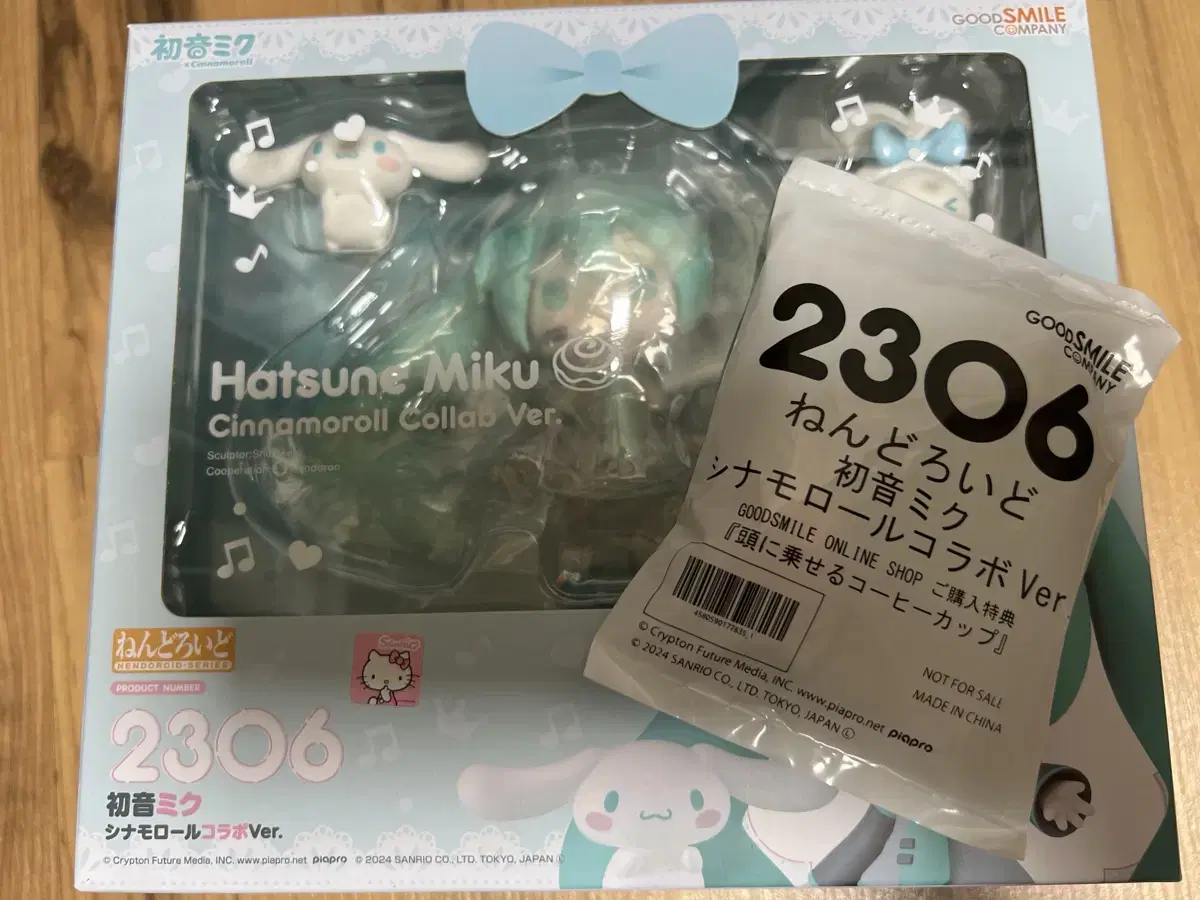 初音ミク
×Cinnamoroll
GOOD SMILE
COMPANY
Hatsune Miku
Cinnamoroll Collab Ver.
GOOD SMILE
COMPANY
2306
ねんどろいど
初音ミク
シナモロールコラボ Ver
GOODSMILE ONLINE SHOP ご購入特典
『頭に乗せるコーヒーカップ』
© Crypton Future Media, INC. www.piapro.net piapro
© 2024 SANRIO CO., LTD. TOKYO, JAPAN Ⓛ
NOT FOR SALE
MADE IN CHINA
ねんどろいど
NENDOROID-SERIES
PRODUCT NUMBER
2306
Sanrio
初音ミク
シナモロールコラボVer.
© Crypton Future Media, INC. www.piapro.net piapro © 2024 SANRIO CO., LTD. TOKYO, JAPAN Ⓛ